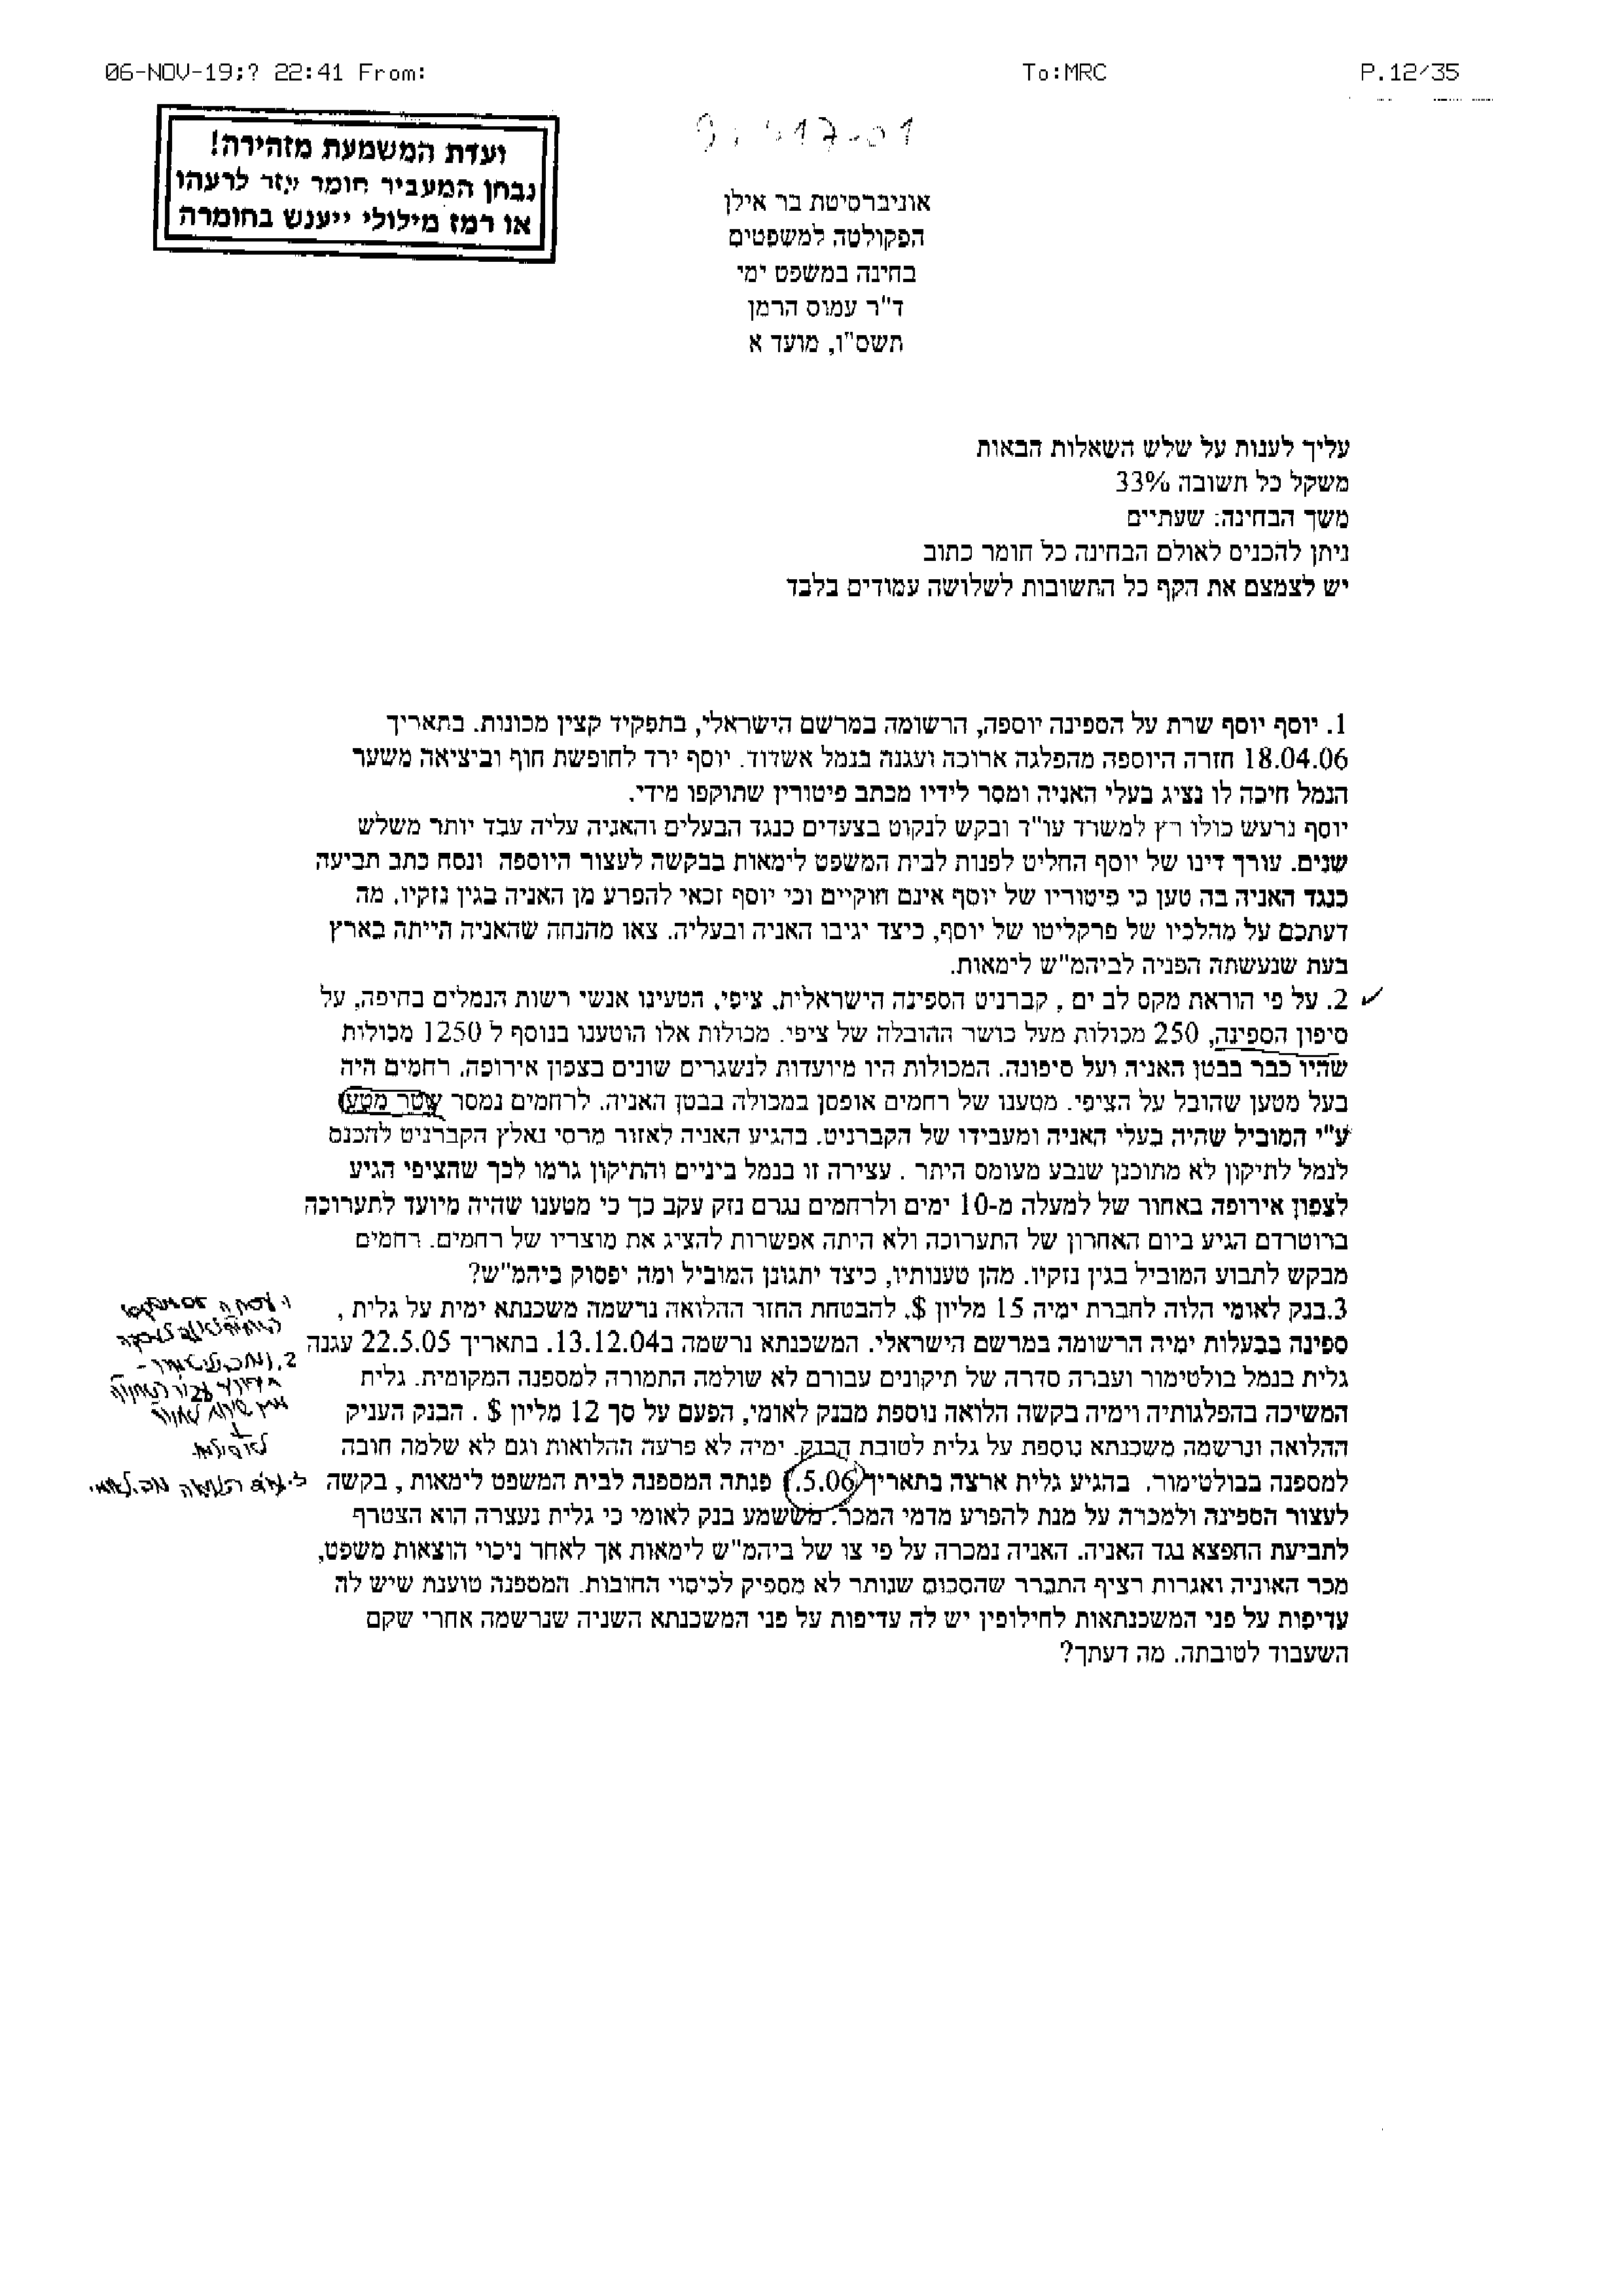 06-NOV-19;? 22:41 From: To:MRC P.12/35
ועדת המשמעת מזהירה!
נבחן המעביר חומר עזר לרעהו
או רמז מילולי ייענש בחומרה
אוניברסיטת בר אילן
הפקולטה למשפטים
בחינה במשפט ימי
ד"ר עמוס הרמן
תשס"ו, מועד א
עליך לענות על שלש השאלות הבאות
משקל כל תשובה 33%
משך הבחינה: שעתיים
ניתן להכניס לאולם הבחינה כל חומר כתוב
יש לצמצם את הקף כל התשובות לשלושה עמודים בלבד
1. יוסף יוסף שרת על הספינה יוספה, הרשומה במרשם הישראלי, בתפקיד קצין מכונות. בתאריך
18.04.06 חזרה היוספה מהפלגה ארוכה ועגנה בנמל אשדוד. יוסף ירד לחופשת חוף וביציאה משער
הנמל חיכה לו נציג בעלי האניה ומסר לידיו מכתב פיטורין שתוקפו מידי.
יוסף נרעש כולו רץ למשרד עו"ד ובקש לנקוט בצעדים כנגד הבעלים והאניה עליה עבד יותר משלש
שנים. עורך דינו של יוסף החליט לפנות לבית המשפט לימאות בבקשה לעצור היוספה ונסח כתב תביעה
כנגד האניה בה טען כי פיטוריו של יוסף אינם חוקיים וכי יוסף זכאי להפרע מן האניה בגין נזקיו. מה
דעתכם על מהלכיו של פרקליטו של יוסף, כיצד יגיבו האניה ובעליה. צאו מהנחה שהאניה הייתה בארץ
בעת שנעשתה הפניה לביהמ"ש לימאות.
2. על פי הוראת מקס לב ים , קברניט הספינה הישראלית, ציפי, הטעינו אנשי רשות הנמלים בחיפה, על
סיפון הספינה, 250 מכולות מעל כושר ההובלה של ציפי. מכולות אלו הוטענו בנוסף ל 1250 מכולות
שהיו כבר בבטן האניה ועל סיפונה. המכולות היו מיועדות לנשגרים שונים בצפון אירופה. רחמים היה
בעל מטען שהובל על הציפי. מטענו של רחמים אופסן במכולה בבטן האניה. לרחמים נמסר שטר מטען
ע"י המוביל שהיה בעלי האניה ומעבידו של הקברניט. בהגיע האניה לאזור מרסי נאלץ הקברניט להכנס
לנמל לתיקון לא מתוכנן שנבע מעומס היתר . עצירה זו בנמל ביניים והתיקון גרמו לכך שהציפי הגיע
לצפון אירופה באחור של למעלה מ-10 ימים ולרחמים נגרם נזק עקב כך כי מטענו שהיה מיועד לתערוכה
ברוטרדם הגיע ביום האחרון של התערוכה ולא היתה אפשרות להציג את מוצריו של רחמים. רחמים
מבקש לתבוע המוביל בגין נזקיו. מהן טענותיו, כיצד יתגונן המוביל ומה יפסוק ביהמ"ש?
3.בנק לאומי הלוה לחברת ימיה 15 מליון $. להבטחת החזר ההלואה נרשמה משכנתא ימית על גלית ,
ספינה בבעלות ימיה הרשומה במרשם הישראלי. המשכנתא נרשמה ב13.12.04. בתאריך 22.5.05 עגנה
גלית בנמל בולטימור ועברה סדרה של תיקונים עבורם לא שולמה התמורה למספנה המקומית. גלית
המשיכה בהפלגותיה וימיה בקשה הלואה נוספת מבנק לאומי, הפעם על סך 12 מליון $ . הבנק העניק
ההלואה ונרשמה משכנתא נוספת על גלית לטובת הבנק. ימיה לא פרעה ההלואות וגם לא שלמה חובה
למספנה בבולטימור. בהגיע גלית ארצה בתאריך 1.5.06 פנתה המספנה לבית המשפט לימאות , בקשה
לעצור הספינה ולמכרה על מנת להפרע מדמי המכר. מששמע בנק לאומי כי גלית נעצרה הוא הצטרף
לתביעת החפצא נגד האניה. האניה נמכרה על פי צו של ביהמ"ש לימאות אך לאחר ניכוי הוצאות משפט,
מכר האוניה ואגרות רציף התברר שהסכום שנותר לא מספיק לכיסוי החובות. המספנה טוענת שיש לה
עדיפות על פני המשכנתאות לחילופין יש לה עדיפות על פני המשכנתא השניה שנרשמה אחרי שקם
השעבוד לטובתה. מה דעתך?